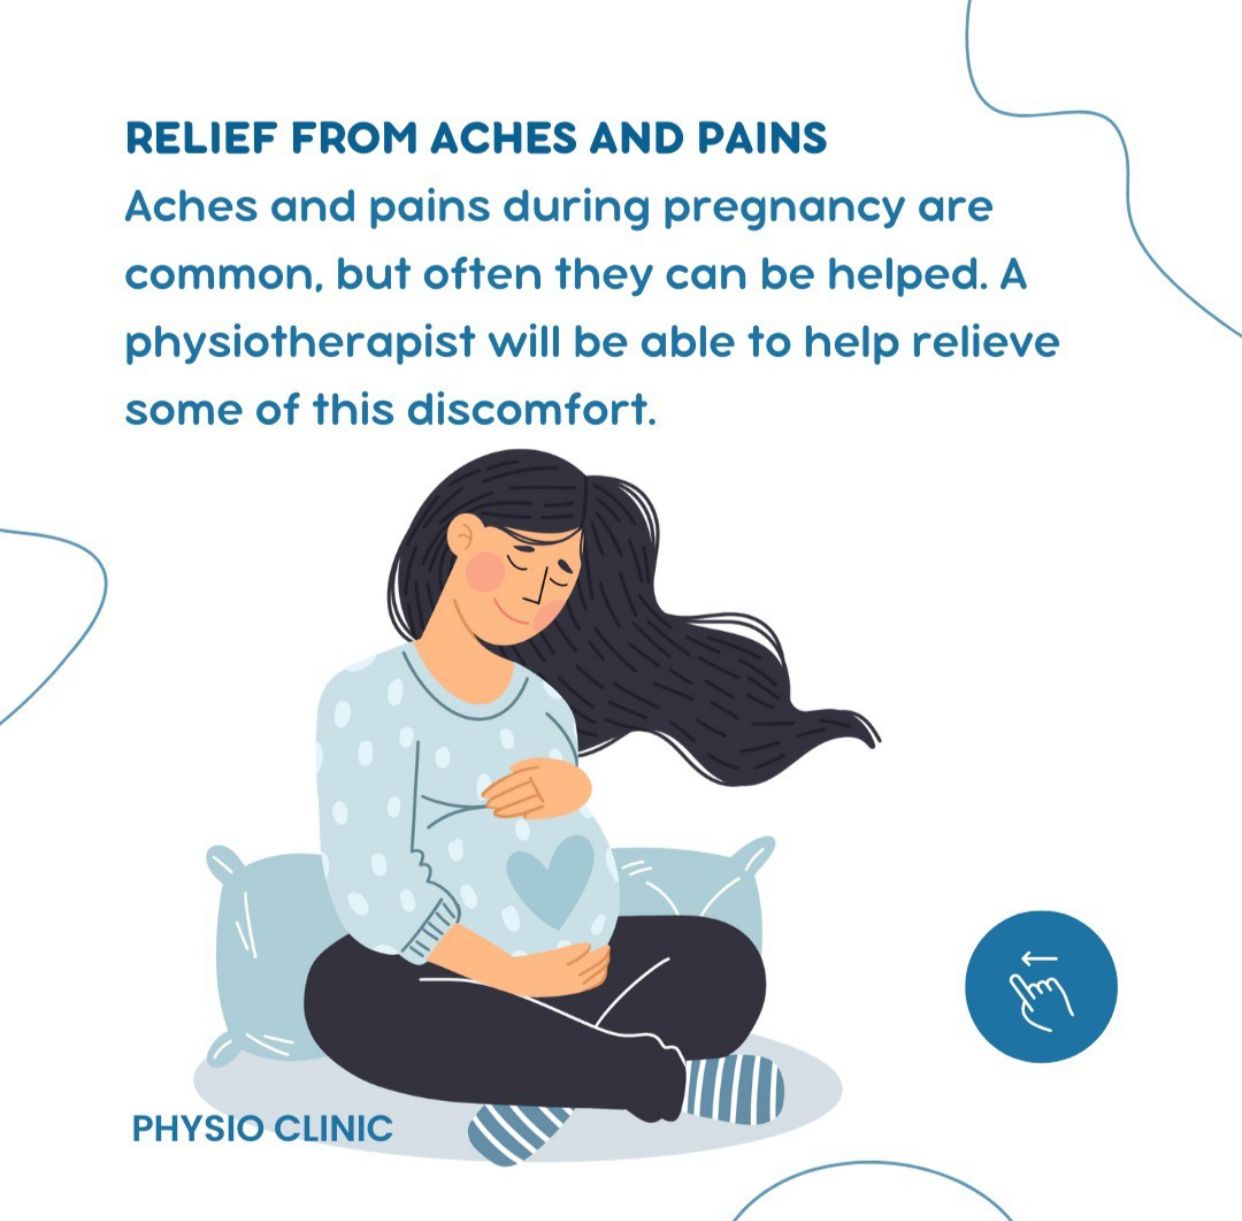 RELIEF FROM ACHES AND PAINS
Aches and pains during pregnancy are
common, but often they can be helped. A
physiotherapist will be able to help relieve
some of this discomfort.
PHYSIO CLINIC